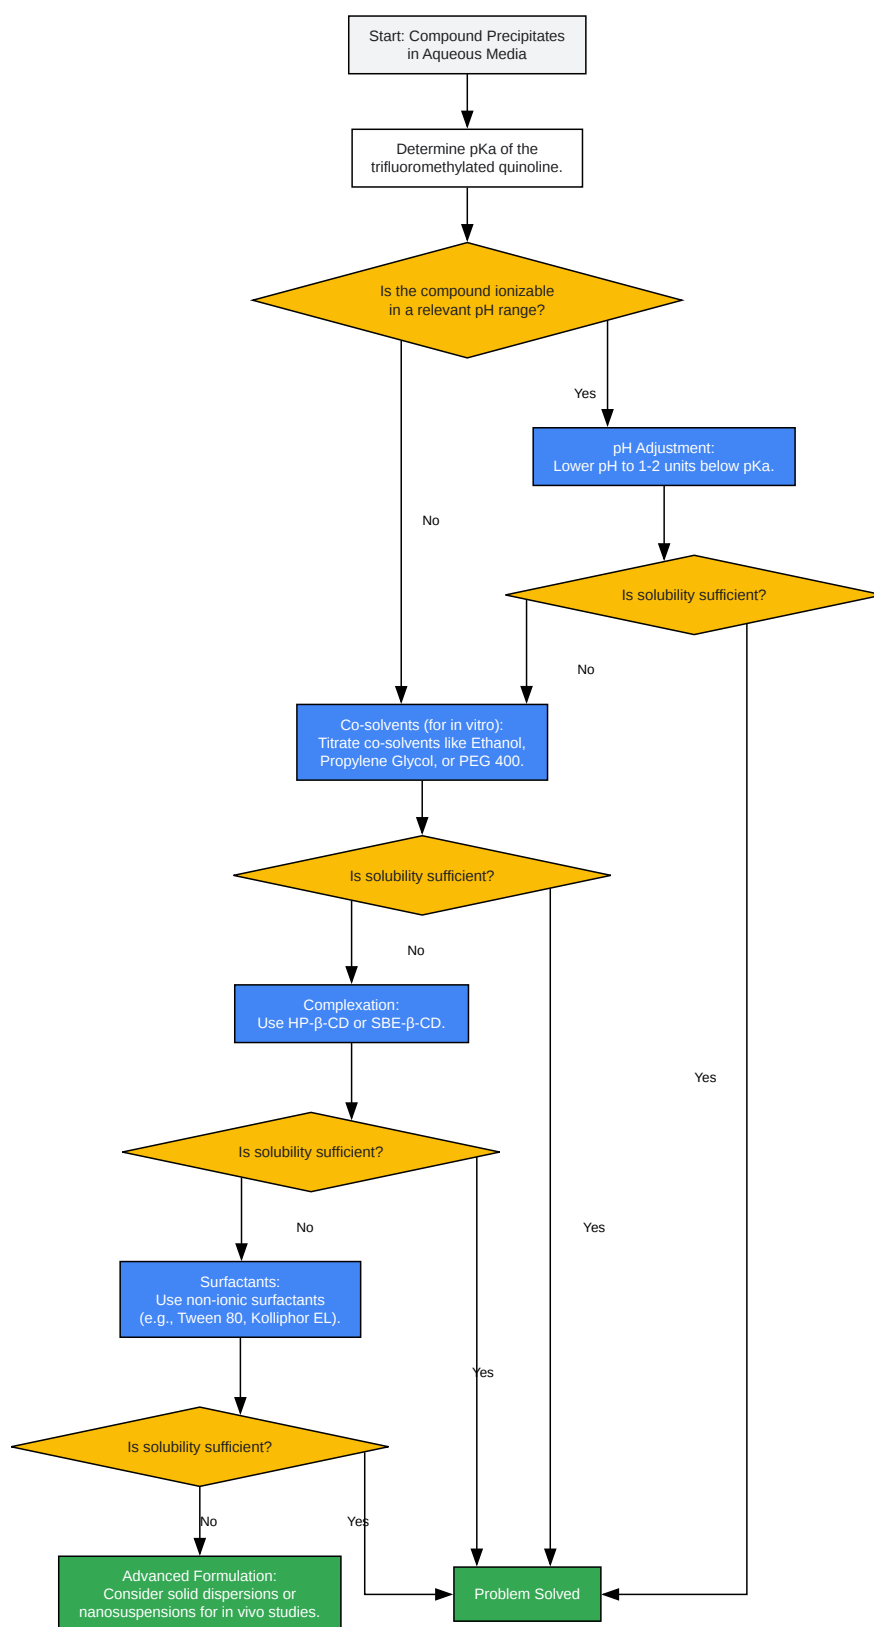 Start: Compound Precipitates
in Aqueous Media
Determine pKa of the
trifluoromethylated quinoline.
Is the compound ionizable
in a relevant pH range?
Yes
pH Adjustment:
Lower pH to 1-2 units below pKa.
No
Is solubility sufficient?
No
Co-solvents (for in vitro):
Titrate co-solvents like Ethanol,
Propylene Glycol, or PEG 400.
Is solubility sufficient?
No
Complexation:
Use HP-β-CD or SBE-β-CD.
Yes
Is solubility sufficient?
No
Yes
Surfactants:
Use non-ionic surfactants
(e.g., Tween 80, Kolliphor EL).
Yes
Is solubility sufficient?
No
Yes
Advanced Formulation:
Consider solid dispersions or
nanosuspensions for in vivo studies.
Problem Solved